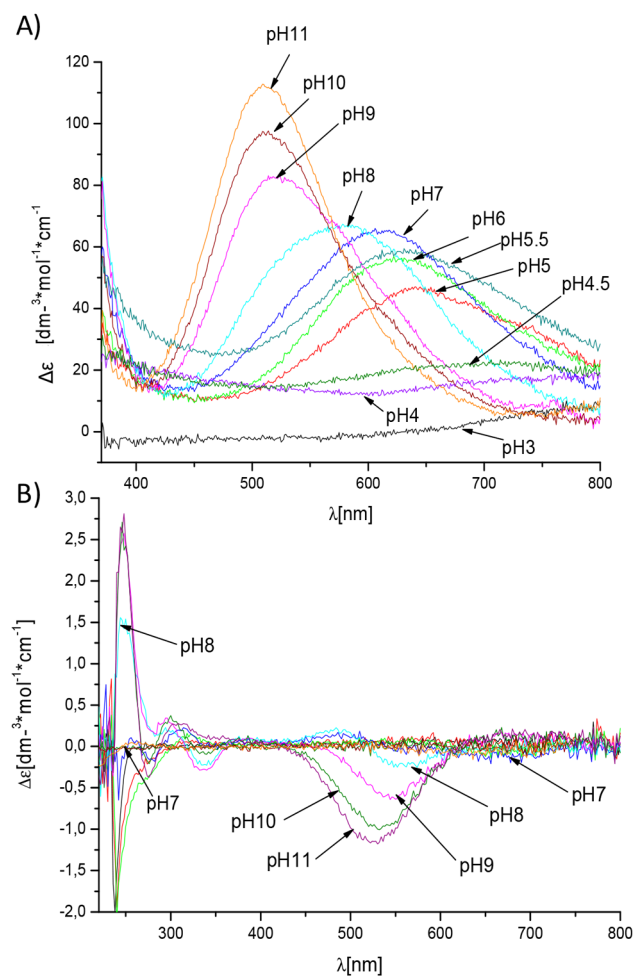 A)
pH11
pH10
pH9
pH8
pH7
pH6
pH5.5
pH5
pH4.5
pH4
pH3
120
100
80
60
40
20
0
Δε [dm-³*mol⁻¹*cm⁻¹]
400 500 600 700 800
λ[nm]
B)
3,0
2,5
2,0
1,5
1,0
0,5
0,0
-0,5
-1,0
-1,5
-2,0
Δε[dm-³*mol⁻¹*cm⁻¹]
pH8
pH7
pH10
pH11
pH9
pH8
pH7
300 400 500 600 700 800
λ[nm]